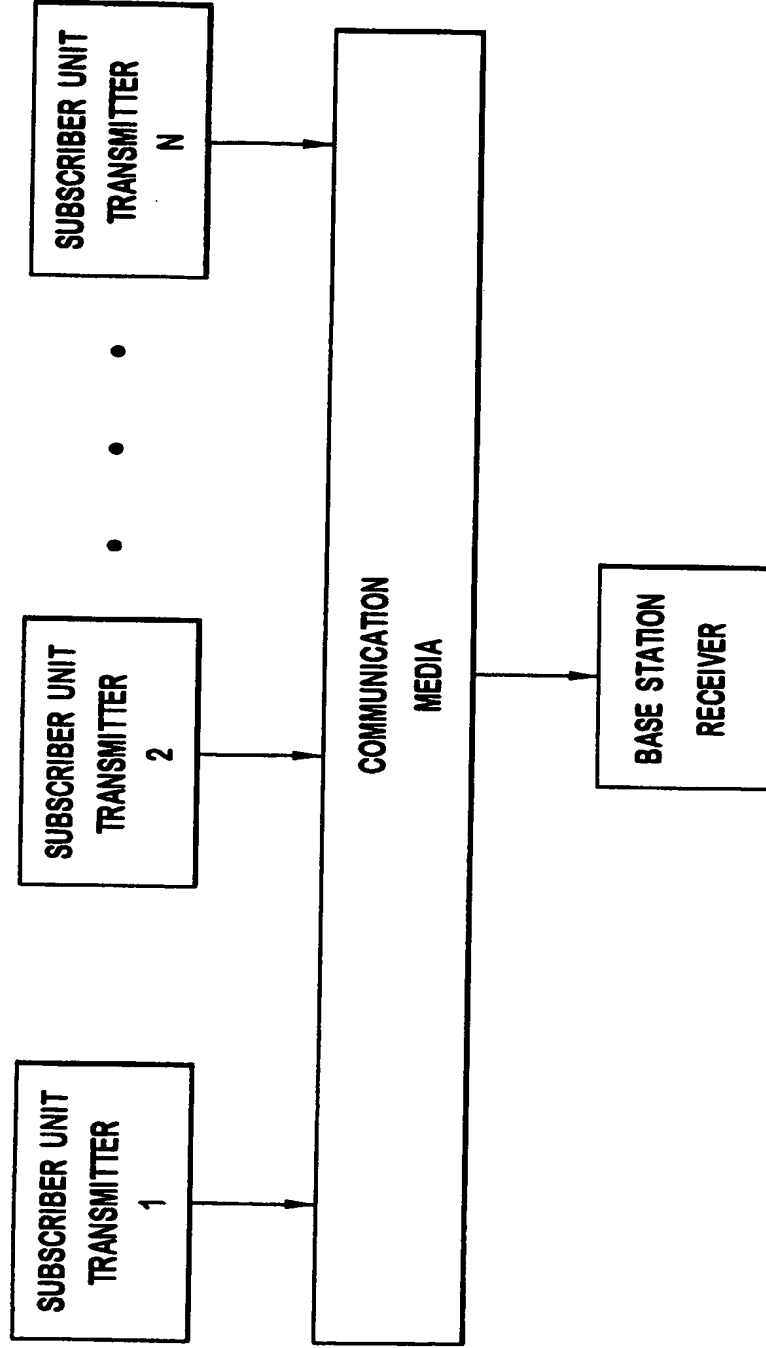 SUBSCRIBER UNIT
TRANSMITTER
1
SUBSCRIBER UNIT
TRANSMITTER
2
SUBSCRIBER UNIT
TRANSMITTER
N
COMMUNICATION
MEDIA
BASE STATION
RECEIVER